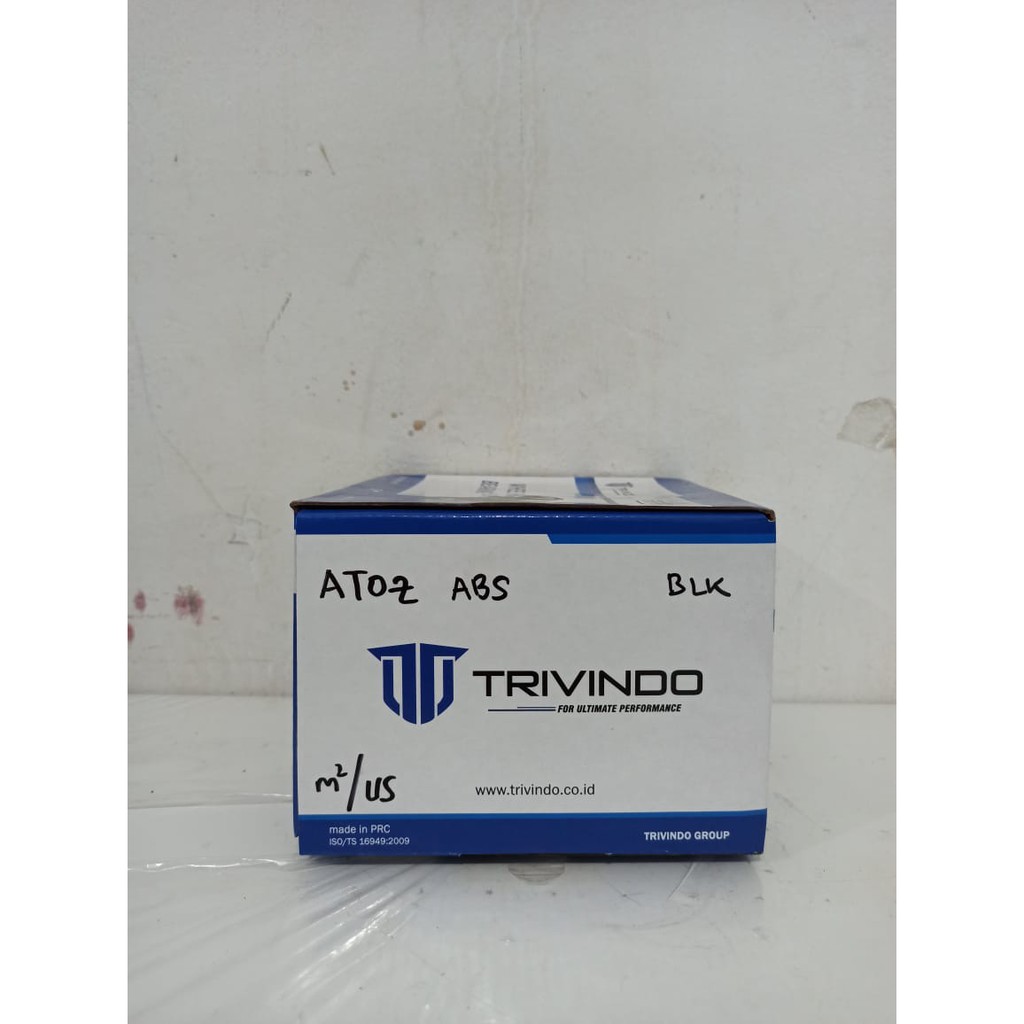 ATOZ ABS BLK
TRIVINDO
FOR ULTIMATE PERFORMANCE
m²/US
www.trivindo.co.id
made in PRC
ISO/TS 16949:2009
TRIVINDO GROUP